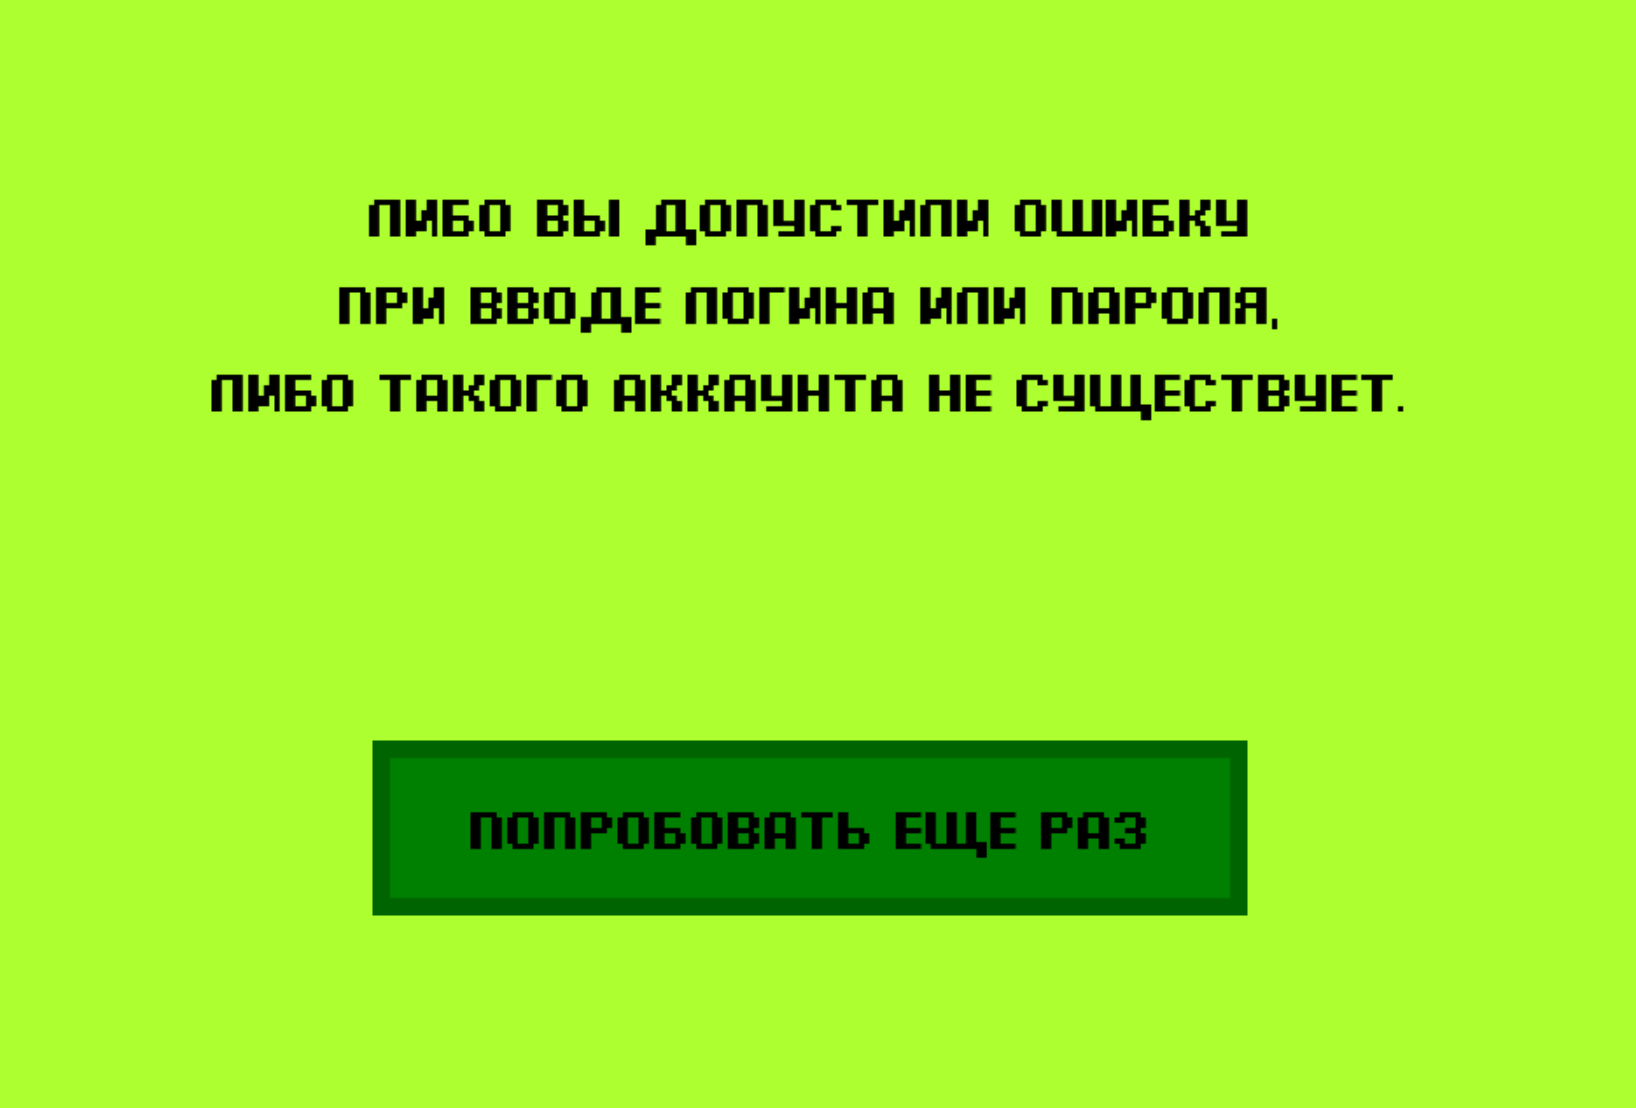 ЛИБО ВЫ ДОПУСТИЛИ ОШИБКУ
ПРИ ВВОДЕ ЛОГИНА ИЛИ ПАРОЛЯ,
ЛИБО ТАКОГО АККАУНТА НЕ СУЩЕСТВУЕТ.
ПОПРОБОВАТЬ ЕЩЕ РАЗ